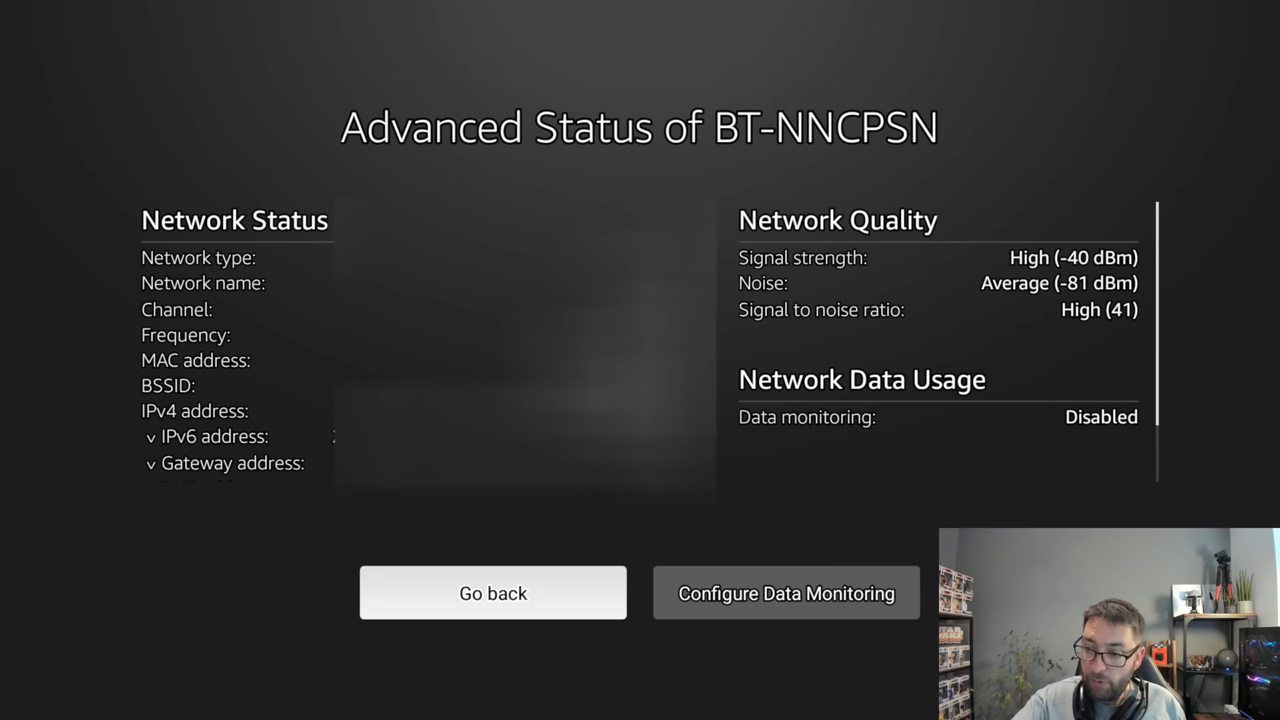 Advanced Status of BT-NNCPSN
Network Status
Network type:
Network name:
Channel:
Frequency:
MAC address:
BSSID:
IPv4 address:
v IPv6 address:
v Gateway address:
Network Quality
Signal strength: High (-40 dBm)
Noise: Average (-81 dBm)
Signal to noise ratio: High (41)
Network Data Usage
Data monitoring: Disabled
Go back
Configure Data Monitoring
STAR
WARS